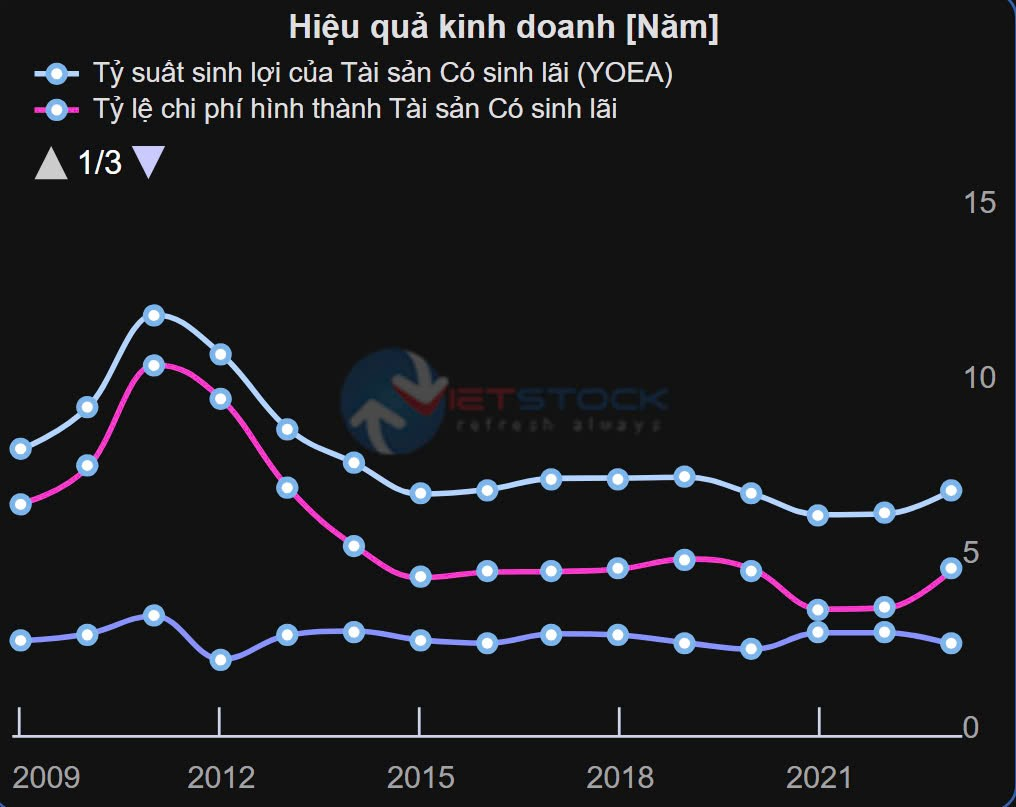 Hiệu quả kinh doanh [Năm]
Tỷ suất sinh lợi của Tài sản Có sinh lãi (YOEA)
Tỷ lệ chi phí hình thành Tài sản Có sinh lãi
1/3
15
10
VIETSTOCK
refresh always
5
0
2009 2012 2015 2018 2021